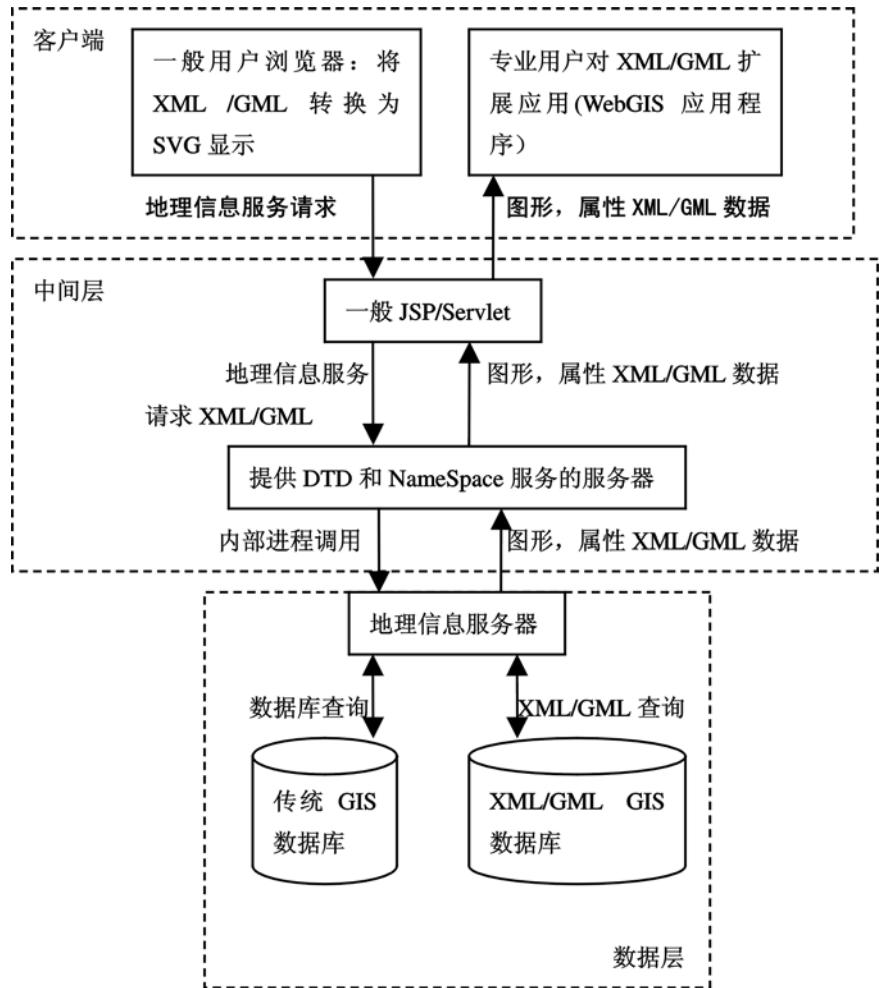 客户端
一般用户浏览器：将
XML /GML 转换为
SVG 显示
专业用户对 XML/GML 扩
展应用(WebGIS 应用程
序）
地理信息服务请求
图形，属性 XML/GML 数据
中间层
一般 JSP/Servlet
地理信息服务
请求 XML/GML
图形，属性 XML/GML 数据
提供 DTD 和 NameSpace 服务的服务器
内部进程调用
图形，属性 XML/GML 数据
地理信息服务器
数据库查询
XML/GML 查询
传统 GIS
数据库
XML/GML GIS
数据库
数据层